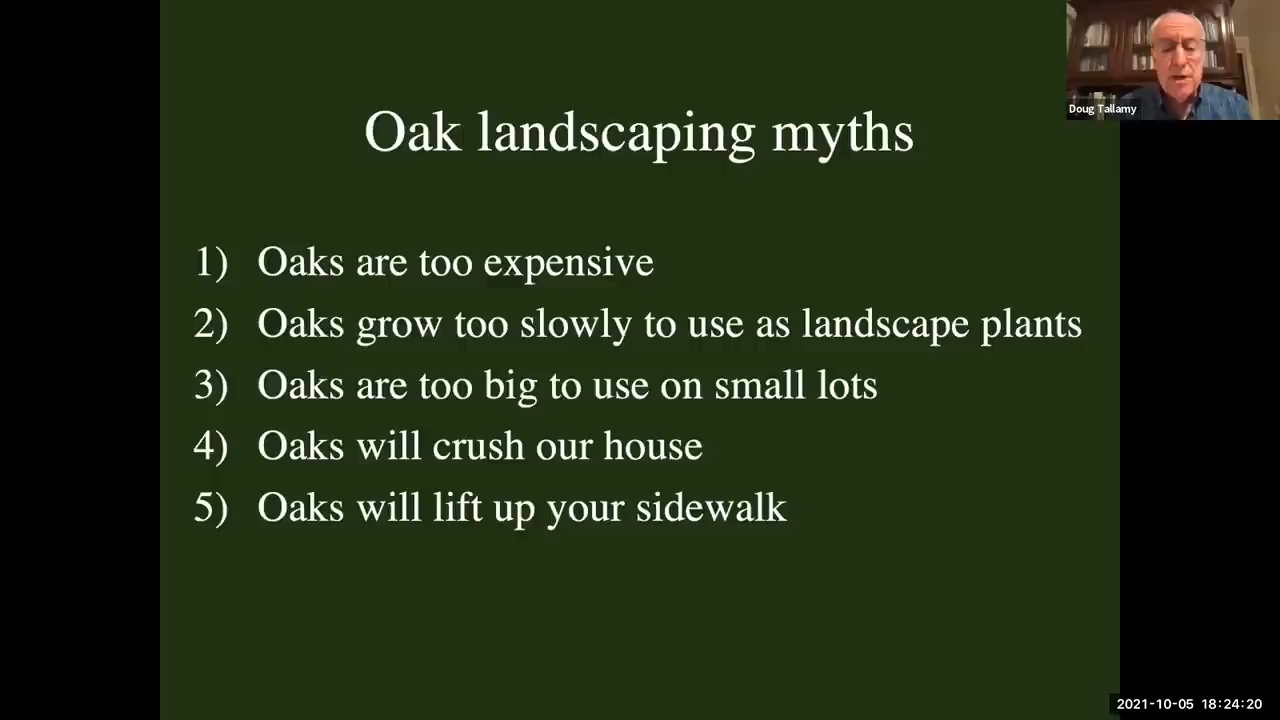 Doug Tallamy
Oak landscaping myths
1) Oaks are too expensive
2) Oaks grow too slowly to use as landscape plants
3) Oaks are too big to use on small lots
4) Oaks will crush our house
5) Oaks will lift up your sidewalk
2021-10-05 18:24:20